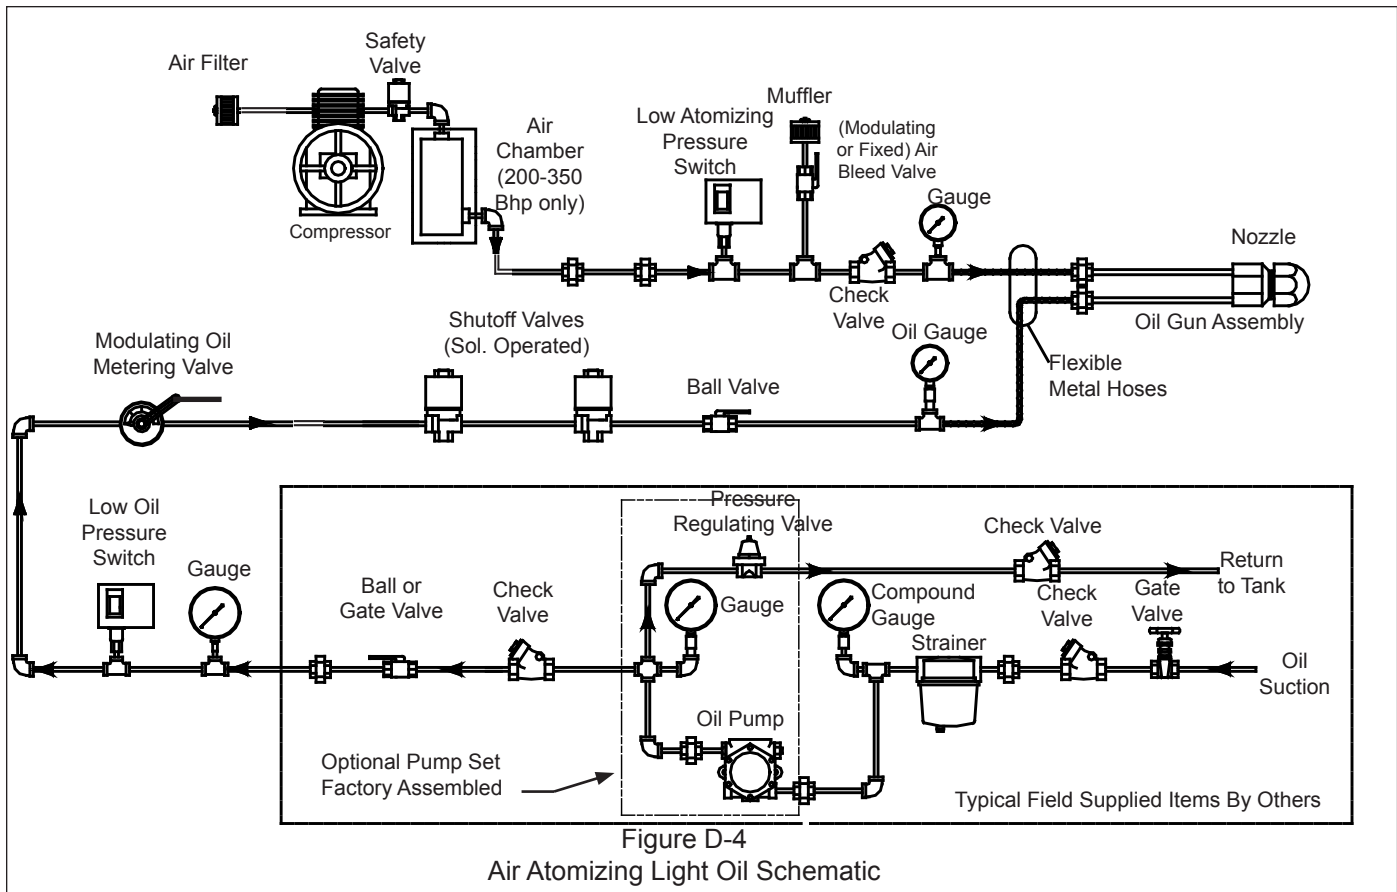 Air Filter
Safety
Valve
Compressor
Air
Chamber
(200-350
Bhp only)
Low Atomizing
Pressure
Switch
Muffler
(Modulating
or Fixed) Air
Bleed Valve
Check
Valve
Gauge
Nozzle
Oil Gun Assembly
Flexible
Metal Hoses
Modulating Oil
Metering Valve
Shutoff Valves
(Sol. Operated)
Ball Valve
Oil Gauge
Low Oil
Pressure
Switch
Gauge
Ball or
Gate Valve
Check
Valve
Pressure
Regulating Valve
Gauge
Compound
Gauge
Strainer
Check Valve
Check
Valve
Gate
Valve
Return
to Tank
Oil
Suction
Oil Pump
Optional Pump Set
Factory Assembled
Typical Field Supplied Items By Others
Figure D-4
Air Atomizing Light Oil Schematic